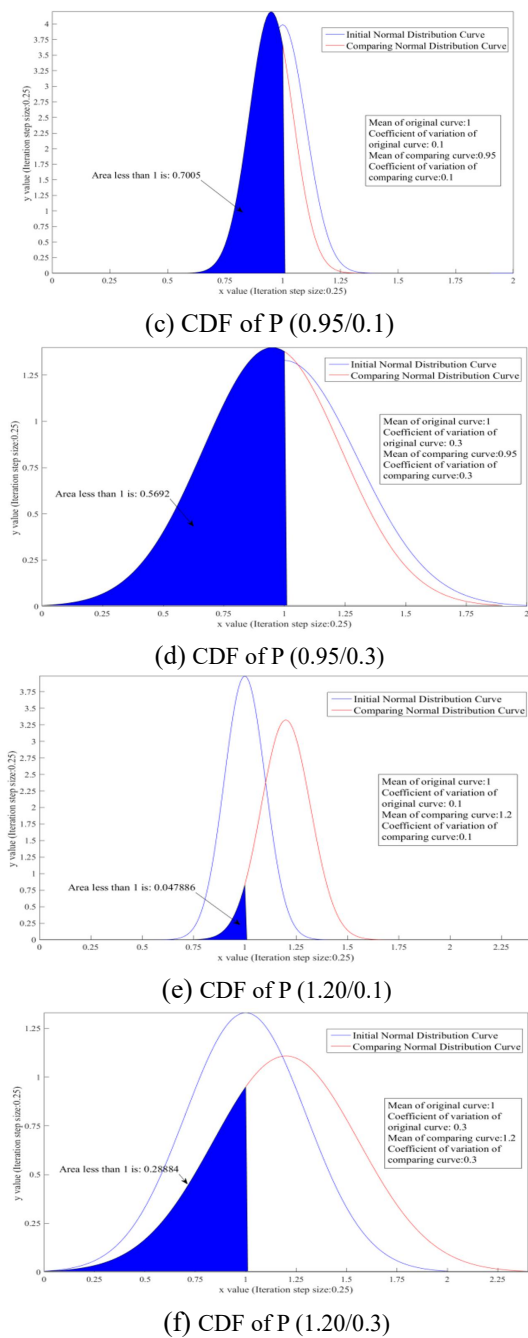 4
3.75
3.5
3.25
3
2.75
2.5
2.25
2
1.75
1.5
1.25
1
0.75
0.5
0.25
0
y value (Iteration step size:0.25)
Initial Normal Distribution Curve
Comparing Normal Distribution Curve
Mean of original curve:1
Coefficient of variation of
original curve: 0.1
Mean of comparing curve:0.95
Coefficient of variation of
comparing curve:0.1
Area less than 1 is: 0.7005
0 0.25 0.5 0.75 1 1.25 1.5 1.75 2
x value (Iteration step size:0.25)
(c) CDF of P (0.95/0.1)
1.25
1
0.75
0.5
0.25
0
y value (Iteration step size:0.25)
Initial Normal Distribution Curve
Comparing Normal Distribution Curve
Mean of original curve:1
Coefficient of variation of
original curve: 0.3
Mean of comparing curve:0.95
Coefficient of variation of
comparing curve:0.3
Area less than 1 is: 0.5692
0 0.25 0.5 0.75 1 1.25 1.5 1.75 2
x value (Iteration step size:0.25)
(d) CDF of P (0.95/0.3)
3.75
3.5
3.25
3
2.75
2.5
2.25
2
1.75
1.5
1.25
1
0.75
0.5
0.25
0
y value (Iteration step size:0.25)
Initial Normal Distribution Curve
Comparing Normal Distribution Curve
Mean of original curve:1
Coefficient of variation of
original curve: 0.1
Mean of comparing curve:1.2
Coefficient of variation of
comparing curve:0.1
Area less than 1 is: 0.047886
0 0.25 0.5 0.75 1 1.25 1.5 1.75 2 2.25
x value (Iteration step size:0.25)
(e) CDF of P (1.20/0.1)
1.25
1
0.75
0.5
0.25
0
y value (Iteration step size:0.25)
Initial Normal Distribution Curve
Comparing Normal Distribution Curve
Mean of original curve:1
Coefficient of variation of
original curve: 0.3
Mean of comparing curve:1.2
Coefficient of variation of
comparing curve:0.3
Area less than 1 is: 0.28884
0 0.25 0.5 0.75 1 1.25 1.5 1.75 2 2.25
x value (Iteration step size:0.25)
(f) CDF of P (1.20/0.3)